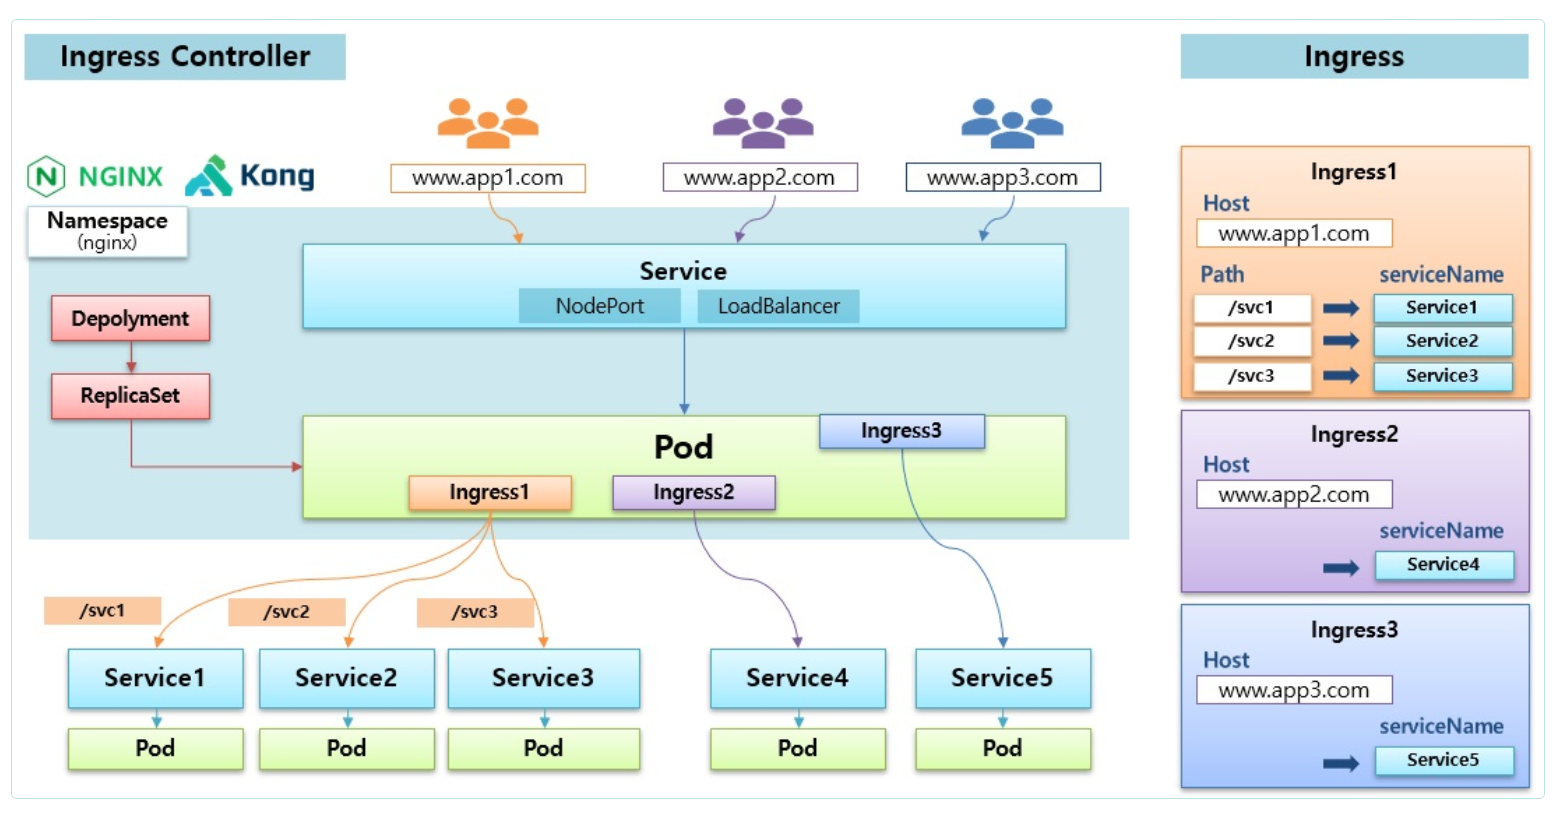 Ingress Controller
NGINX
Kong
www.app1.com
www.app2.com
www.app3.com
Namespace
(nginx)
Service
NodePort
LoadBalancer
Depolyment
ReplicaSet
Pod
Ingress1
Ingress2
Ingress3
/svc1
/svc2
/svc3
Service1
Service2
Service3
Service4
Service5
Pod
Pod
Pod
Pod
Pod
Ingress
Ingress1
Host
www.app1.com
Path
serviceName
/svc1
Service1
/svc2
Service2
/svc3
Service3
Ingress2
Host
www.app2.com
serviceName
Service4
Ingress3
Host
www.app3.com
serviceName
Service5